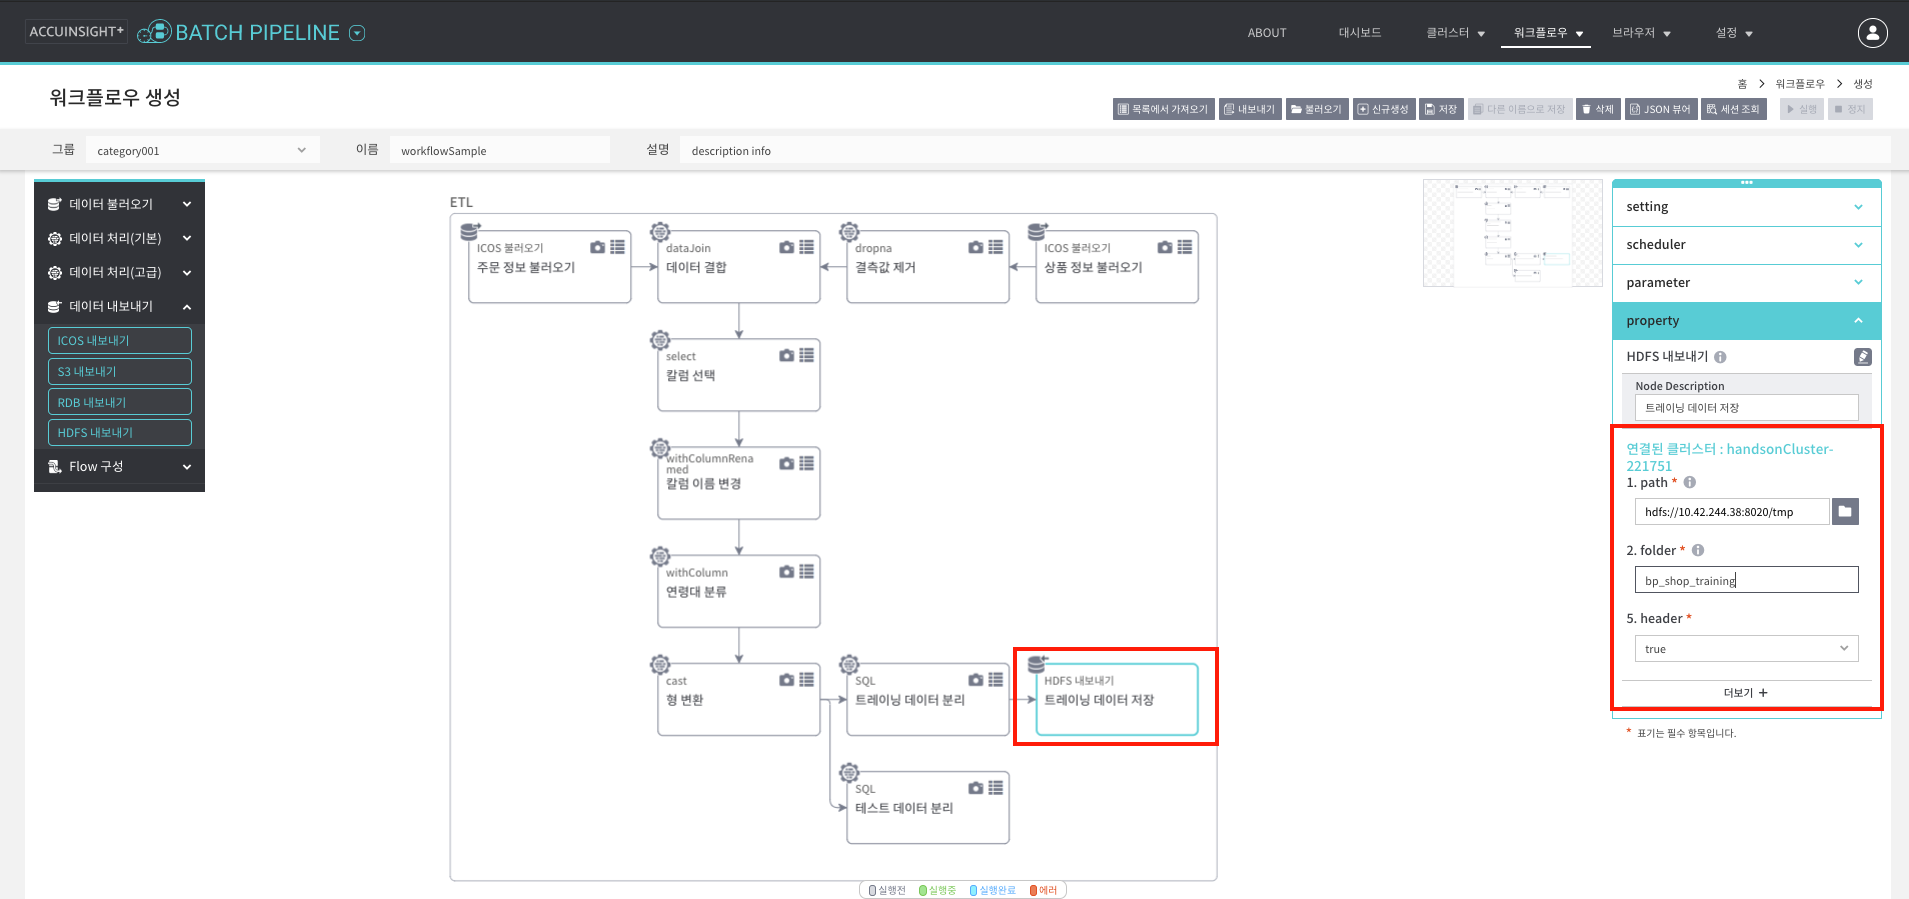 ACCUINSIGHT+
BATCH PIPELINE
ABOUT
대시보드
클러스터
워크플로우
브라우저
설정
워크플로우 생성
홈 > 워크플로우 > 생성
목록에서 가져오기
내보내기
불러오기
신규생성
저장
다른 이름으로 저장
삭제
JSON 뷰어
세션 조회
실행
정지
그룹
category001
이름
workflowSample
설명
description info
데이터 불러오기
데이터 처리(기본)
데이터 처리(고급)
데이터 내보내기
ICOS 내보내기
S3 내보내기
RDB 내보내기
HDFS 내보내기
Flow 구성
ETL
ICOS 불러오기
주문 정보 불러오기
dataJoin
데이터 결합
dropna
결측값 제거
ICOS 불러오기
상품 정보 불러오기
select
칼럼 선택
withColumnRena
med
칼럼 이름 변경
withColumn
연령대 분류
cast
형 변환
SQL
트레이닝 데이터 분리
HDFS 내보내기
트레이닝 데이터 저장
SQL
테스트 데이터 분리
실행전
실행중
실행완료
에러
setting
scheduler
parameter
property
HDFS 내보내기
Node Description
트레이닝 데이터 저장
연결된 클러스터 : handsonCluster-
221751
1. path *
hdfs://10.42.244.38:8020/tmp
2. folder *
bp_shop_training
5. header *
true
더보기 +
* 표기는 필수 항목입니다.